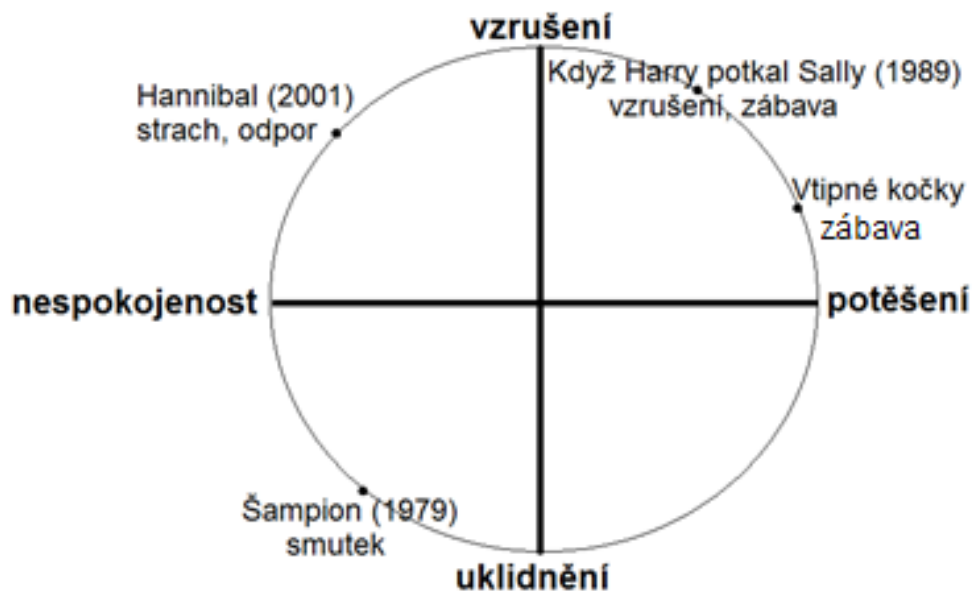 vzrušení
Hannibal (2001)
strach, odpor
Když Harry potkal Sally (1989)
vzrušení, zábava
Vtipné kočky
zábava
nespokojenost
potěšení
Šampion (1979)
smutek
uklidnění